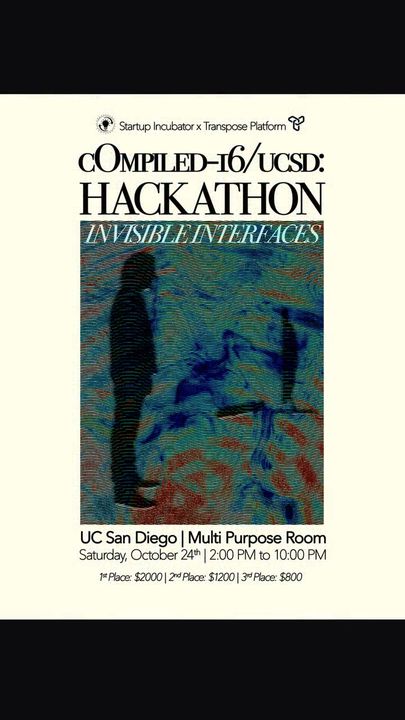 Startup Incubator x Transpose Platform
cOmpiled-16/ucsd:
HACKATHON
INVISIBLE INTERFACES
UC San Diego | Multi Purpose Room
Saturday, October 24th | 2:00 PM to 10:00 PM
1st Place: $2000 | 2nd Place: $1200 | 3rd Place: $800